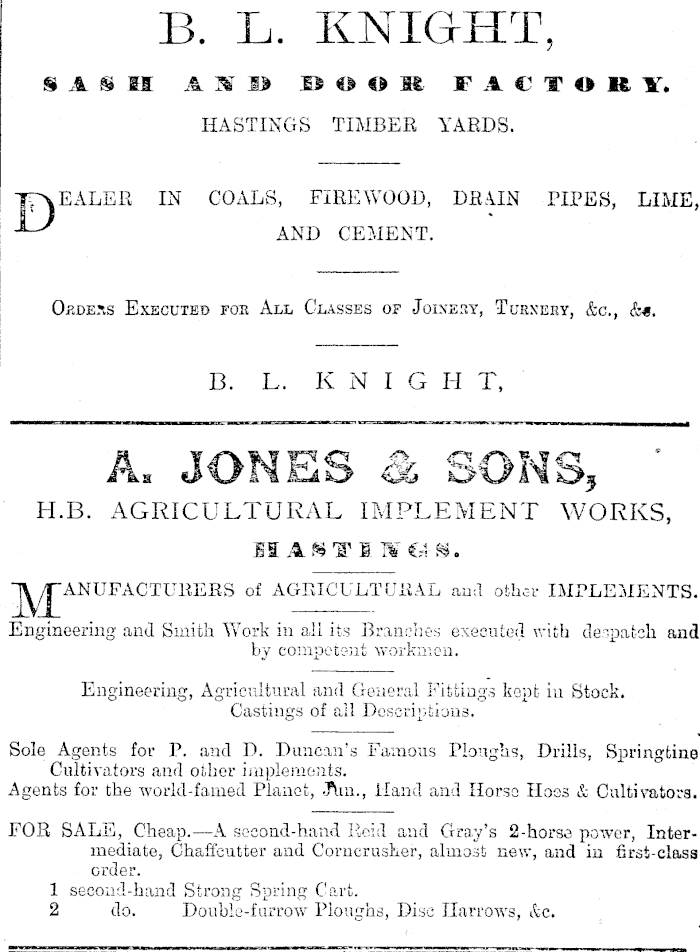 B. L. KNIGHT,
SASH AND DOOR FACTORY.
HASTINGS TIMBER YARDS.
DEALER IN COALS, FIREWOOD, DRAIN PIPES, LIME,
AND CEMENT.
ORDERS EXECUTED FOR ALL CLASSES OF JOINERY, TURNERY, &c., &c.
B. L. KNIGHT,
A. JONES & SONS,
H.B. AGRICULTURAL IMPLEMENT WORKS,
HASTINGS.
MANUFACTURERS of AGRICULTURAL and other IMPLEMENTS.
Engineering and Smith Work in all its Branches executed with despatch and
by competent workmen.
Engineering, Agricultural and General Fittings kept in Stock.
Castings of all Descriptions.
Sole Agents for P. and D. Duncan's Famous Ploughs, Drills, Springtine
Cultivators and other implements.
Agents for the world-famed Planet, Jun., Hand and Horse Hoes & Cultivators.
FOR SALE, Cheap.—A second-hand Reid and Gray's 2-horse power, Inter-
mediate, Chaffcutter and Corncrusher, almost new, and in first-class
order.
1 second-hand Strong Spring Cart.
2 do. Double-furrow Ploughs, Disc Harrows, &c.